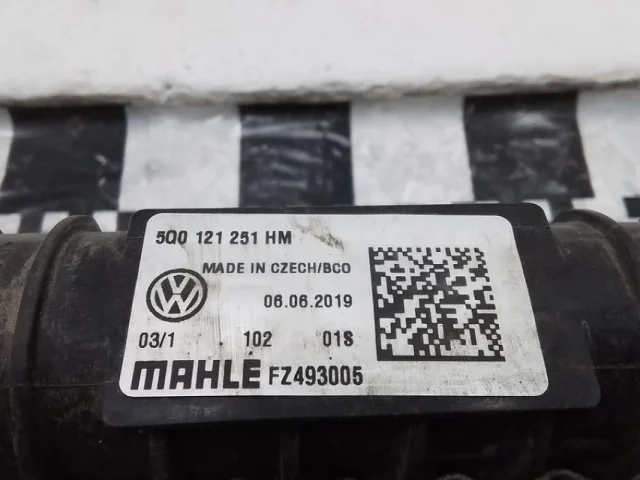 5Q0 121 251 HM
MADE IN CZECH/BCO
06.06.2019
03/1 . 102 018
MAHLE FZ493005